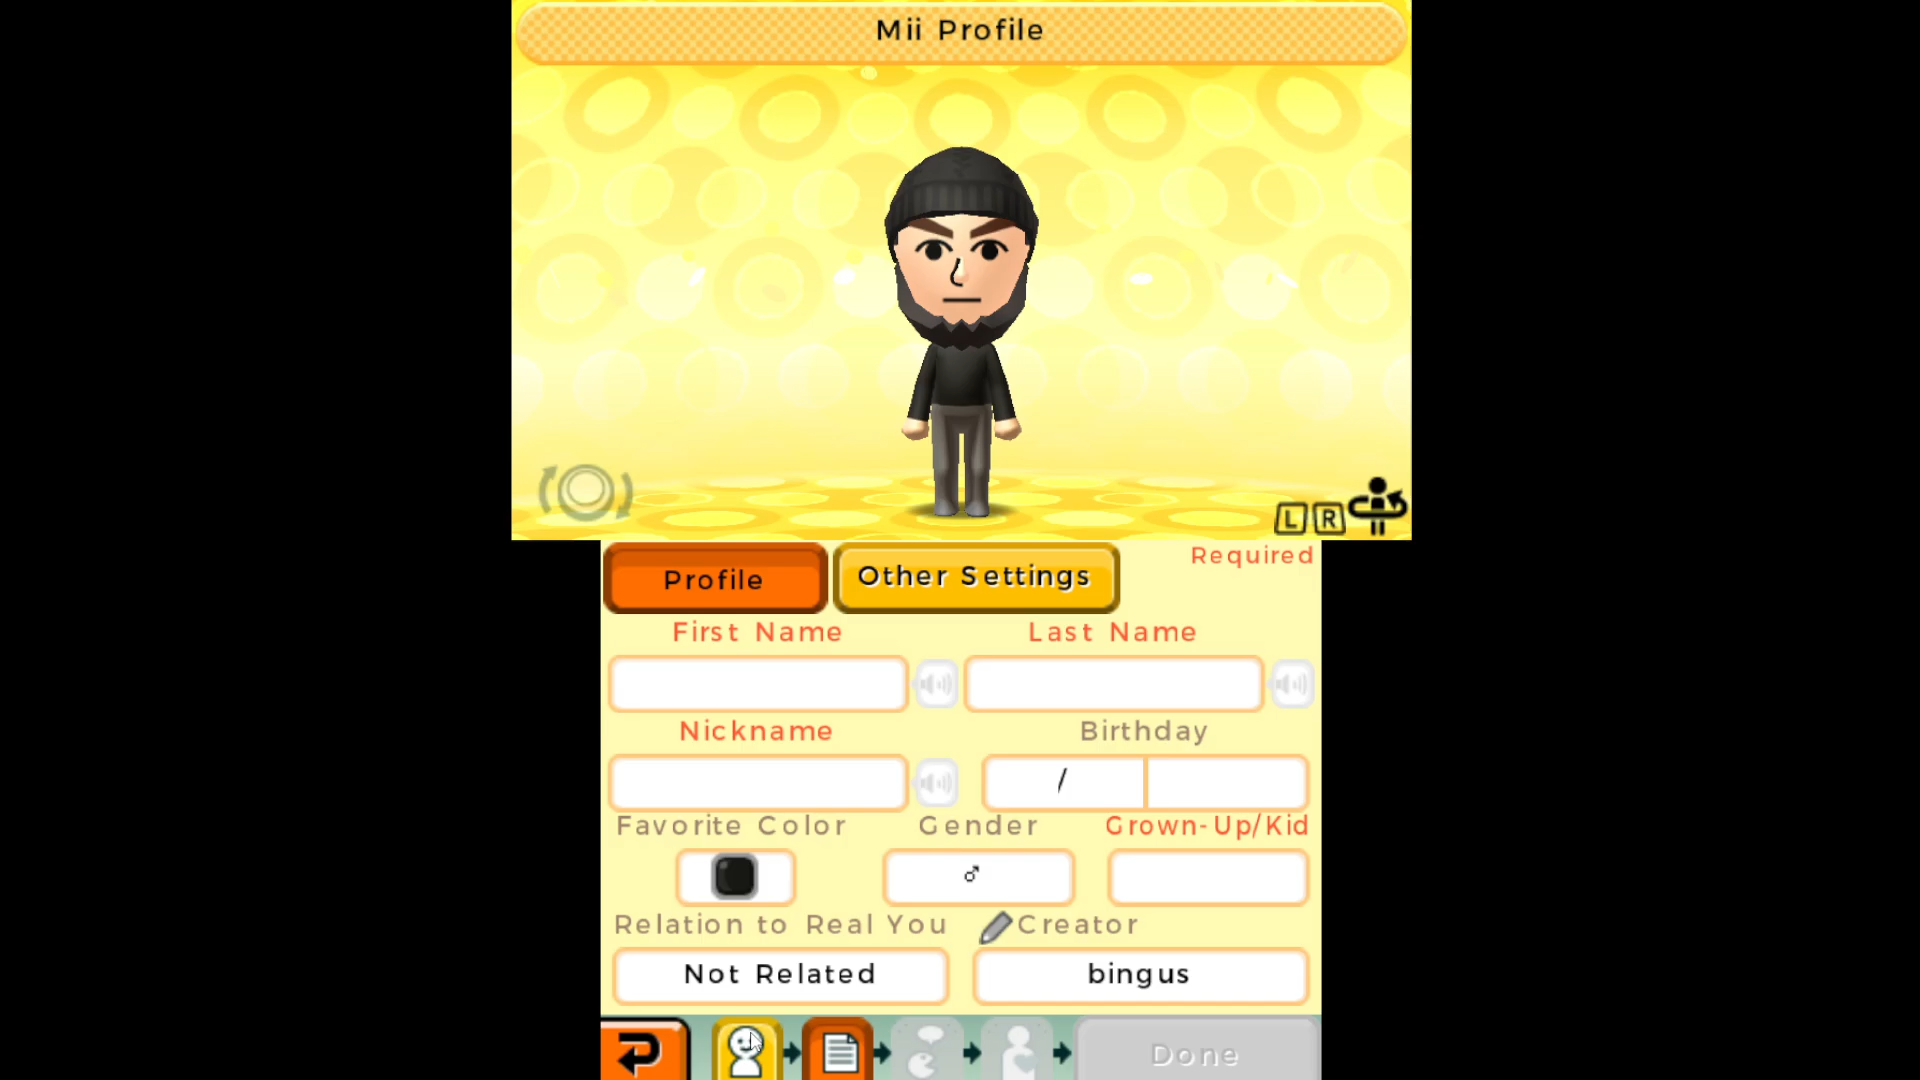 Mii Profile
L R
Profile
Other Settings
Required
First Name
Last Name
Nickname
Birthday
/
Favorite Color
Gender
Grown-Up/Kid
♂
Relation to Real You
Creator
Not Related
bingus
Done